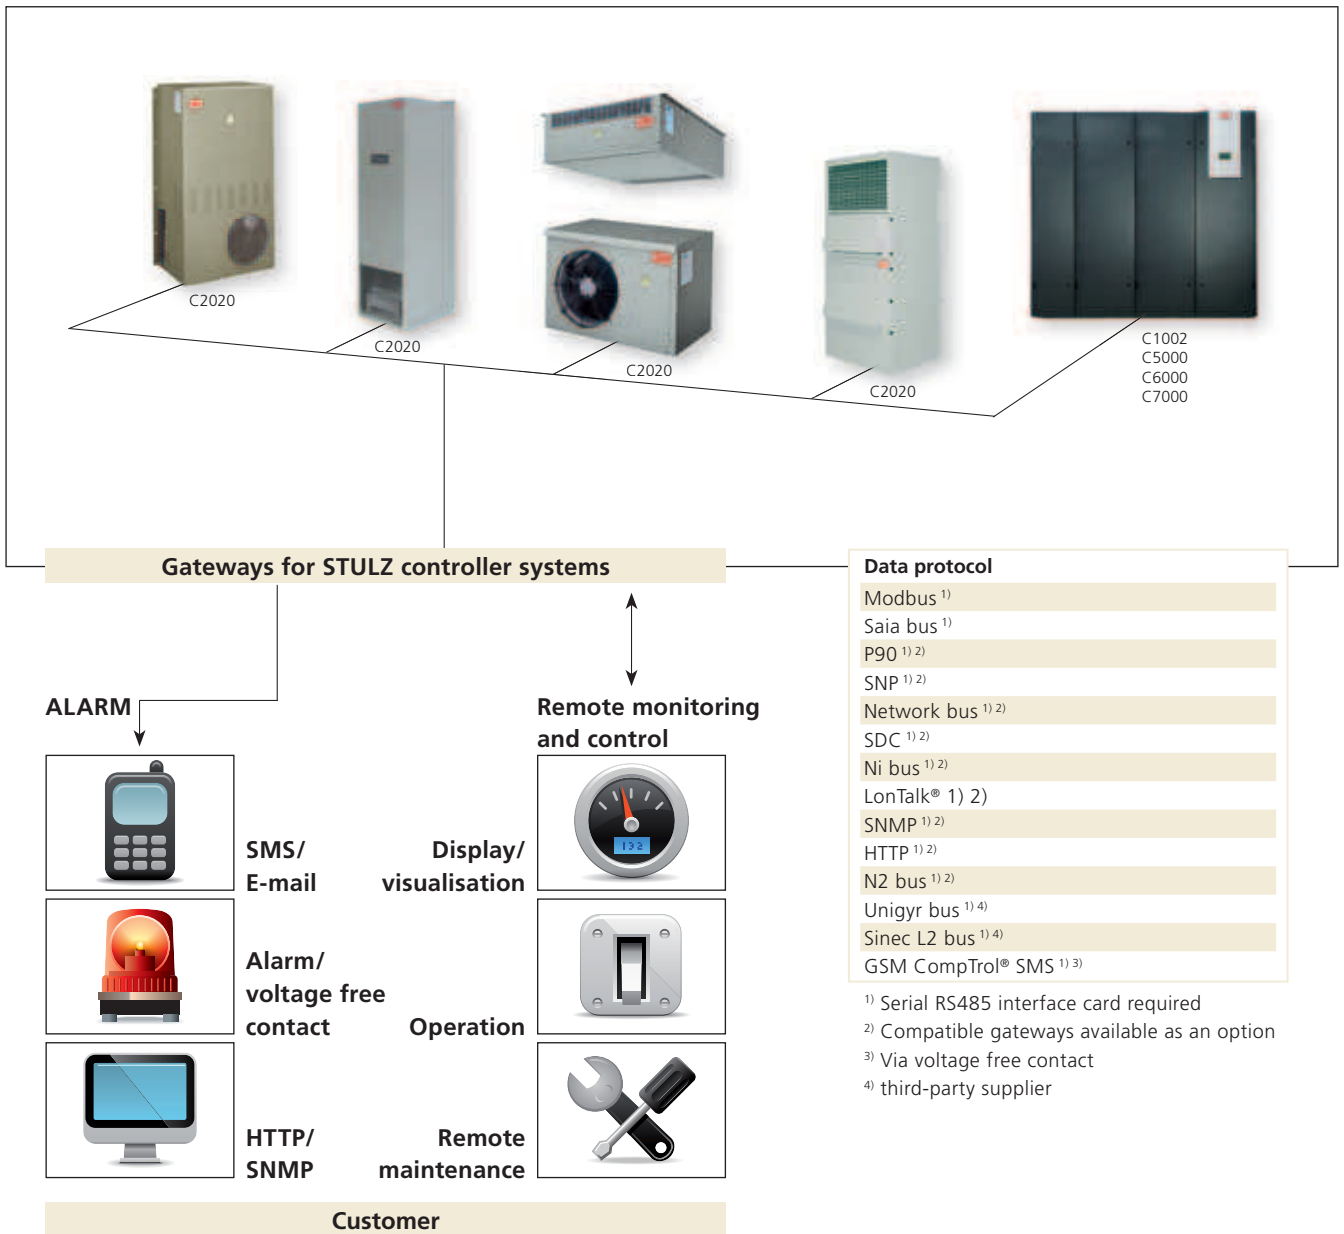 C2020
C2020
C2020
C2020
C1002
C5000
C6000
C7000
Gateways for STULZ controller systems
ALARM
SMS/
E-mail
Alarm/
voltage free
contact
HTTP/
SNMP
Remote monitoring
and control
Display/
visualisation
132
Operation
Remote
maintenance
Customer
Data protocol
Modbus 1)
Saia bus 1)
P90 1) 2)
SNP 1) 2)
Network bus 1) 2)
SDC 1) 2)
Ni bus 1) 2)
LonTalk® 1) 2)
SNMP 1) 2)
HTTP 1) 2)
N2 bus 1) 2)
Unigyr bus 1) 4)
Sinec L2 bus 1) 4)
GSM CompTrol® SMS 1) 3)
1) Serial RS485 interface card required
2) Compatible gateways available as an option
3) Via voltage free contact
4) third-party supplier